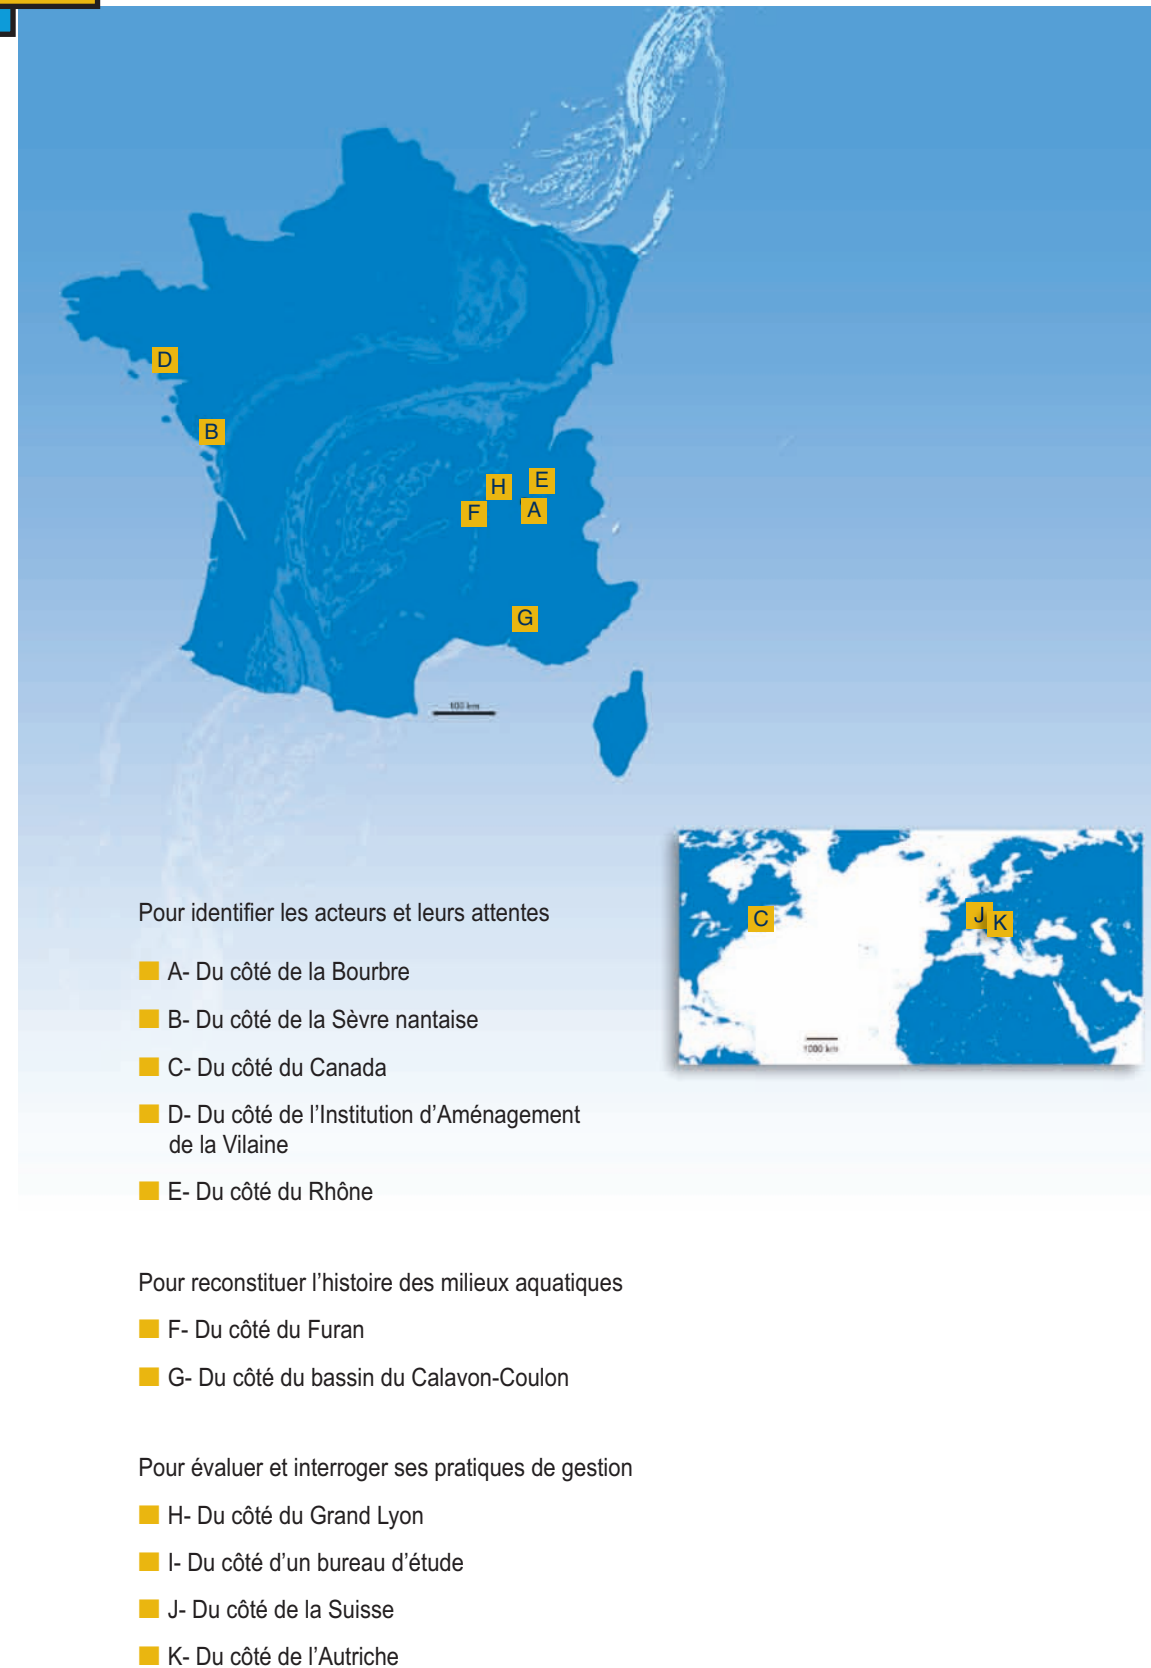 D
B
H
E
F
A
G
100 km
C
J
K
1000 km
Pour identifier les acteurs et leurs attentes
A- Du côté de la Bourbre
B- Du côté de la Sèvre nantaise
C- Du côté du Canada
D- Du côté de l’Institution d’Aménagement
de la Vilaine
E- Du côté du Rhône
Pour reconstituer l’histoire des milieux aquatiques
F- Du côté du Furan
G- Du côté du bassin du Calavon-Coulon
Pour évaluer et interroger ses pratiques de gestion
H- Du côté du Grand Lyon
I- Du côté d’un bureau d’étude
J- Du côté de la Suisse
K- Du côté de l’Autriche